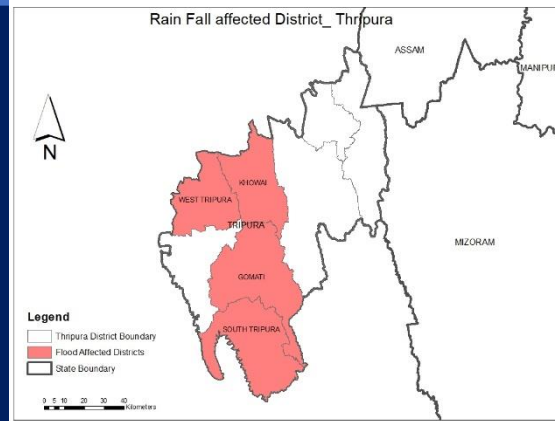 Rain Fall affected District_ Thripura
ASSAM
MANIPUR
N
KHOWAI
WEST TRIPURA
TRIPURA
MIZORAM
GOMATI
SOUTH TRIPURA
Legend
Thripura District Boundary
Flood Affected Districts
State Boundary
0 5 10 20 30 40
Kilometers